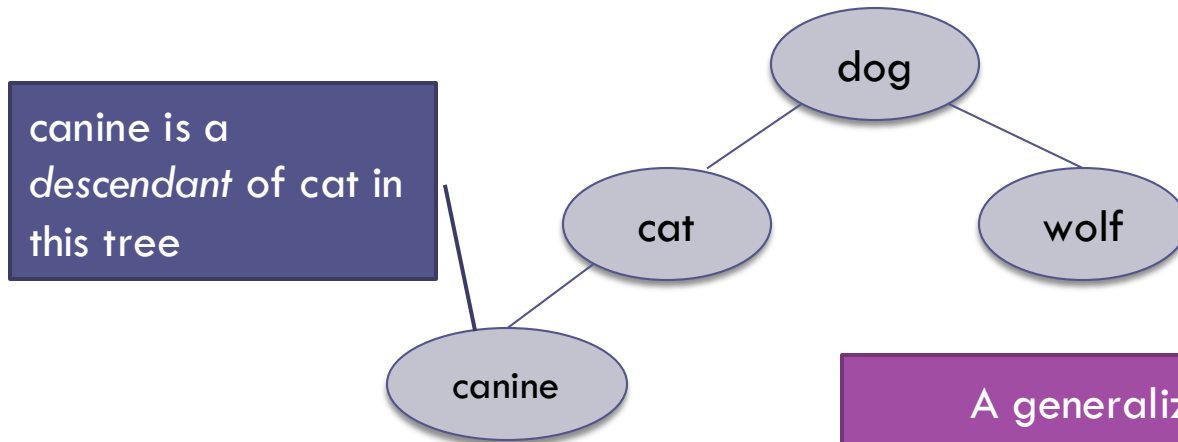 dog
canine is a
descendant of cat in
this tree
cat
wolf
canine
A generaliz